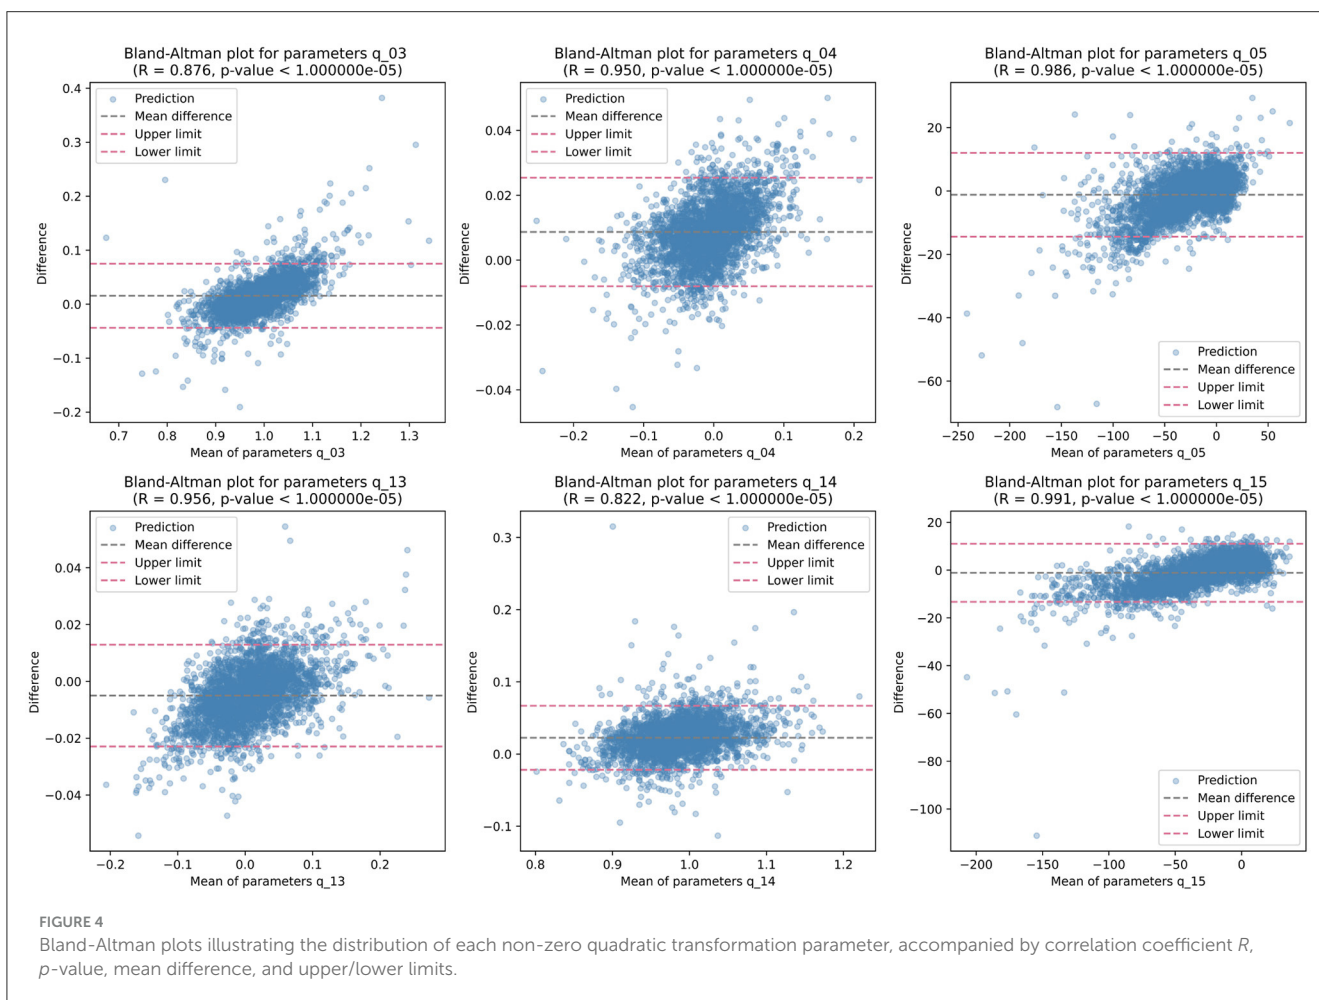 Bland-Altman plot for parameters q_03
(R = 0.876, p-value < 1.000000e-05)
Prediction
Mean difference
Upper limit
Lower limit
0.4
0.3
0.2
0.1
0.0
−0.1
−0.2
Difference
0.7 0.8 0.9 1.0 1.1 1.2 1.3
Mean of parameters q_03
Bland-Altman plot for parameters q_04
(R = 0.950, p-value < 1.000000e-05)
Prediction
Mean difference
Upper limit
Lower limit
0.04
0.02
0.00
−0.02
−0.04
Difference
−0.2 −0.1 0.0 0.1 0.2
Mean of parameters q_04
Bland-Altman plot for parameters q_05
(R = 0.986, p-value < 1.000000e-05)
20
0
−20
−40
−60
Difference
Prediction
Mean difference
Upper limit
Lower limit
−250 −200 −150 −100 −50 0 50
Mean of parameters q_05
Bland-Altman plot for parameters q_13
(R = 0.956, p-value < 1.000000e-05)
Prediction
Mean difference
Upper limit
Lower limit
0.04
0.02
0.00
−0.02
−0.04
Difference
−0.2 −0.1 0.0 0.1 0.2
Mean of parameters q_13
Bland-Altman plot for parameters q_14
(R = 0.822, p-value < 1.000000e-05)
Prediction
Mean difference
Upper limit
Lower limit
0.3
0.2
0.1
0.0
−0.1
Difference
0.8 0.9 1.0 1.1 1.2
Mean of parameters q_14
Bland-Altman plot for parameters q_15
(R = 0.991, p-value < 1.000000e-05)
20
0
−20
−40
−60
−80
−100
Difference
Prediction
Mean difference
Upper limit
Lower limit
−200 −150 −100 −50 0
Mean of parameters q_15
FIGURE 4
Bland-Altman plots illustrating the distribution of each non-zero quadratic transformation parameter, accompanied by correlation coefficient R,
p-value, mean difference, and upper/lower limits.